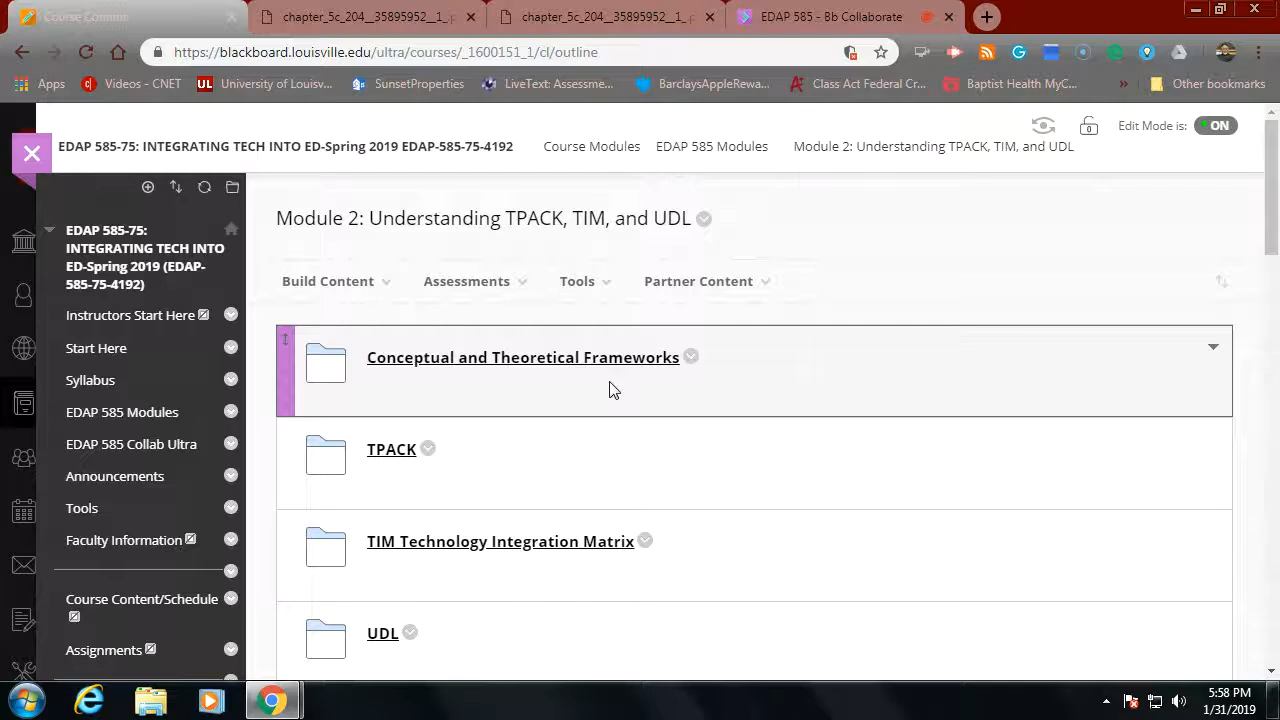 Course Content
chapter_5c_204__35895952__1_.p
chapter_5c_204__35895952__1_.p
EDAP 585 - Bb Collaborate
https://blackboard.louisville.edu/ultra/courses/_1600151_1/cl/outline
Apps
Videos - CNET
University of Louisv...
SunsetProperties
LiveText: Assessme...
BarclaysAppleRewa...
Class Act Federal Cr...
Baptist Health MyC...
»
Other bookmarks
Edit Mode is:
ON
EDAP 585-75: INTEGRATING TECH INTO ED-Spring 2019 EDAP-585-75-4192)
Course Modules
EDAP 585 Modules
Module 2: Understanding TPACK, TIM, and UDL
EDAP 585-75:
INTEGRATING TECH INTO
ED-Spring 2019 (EDAP-
585-75-4192)
Instructors Start Here
Start Here
Syllabus
EDAP 585 Modules
EDAP 585 Collab Ultra
Announcements
Tools
Faculty Information
Course Content/Schedule
Assignments
Module 2: Understanding TPACK, TIM, and UDL
Build Content
Assessments
Tools
Partner Content
Conceptual and Theoretical Frameworks
TPACK
TIM Technology Integration Matrix
UDL
5:58 PM
1/31/2019